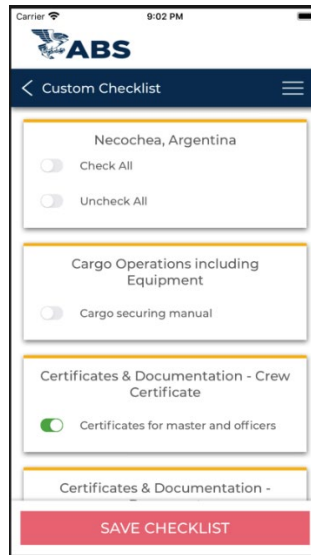 Carrier 9:02 PM
ABS
Custom Checklist
Necochea, Argentina
Check All
Uncheck All
Cargo Operations including
Equipment
Cargo securing manual
Certificates & Documentation - Crew
Certificate
Certificates for master and officers
Certificates & Documentation -
SAVE CHECKLIST